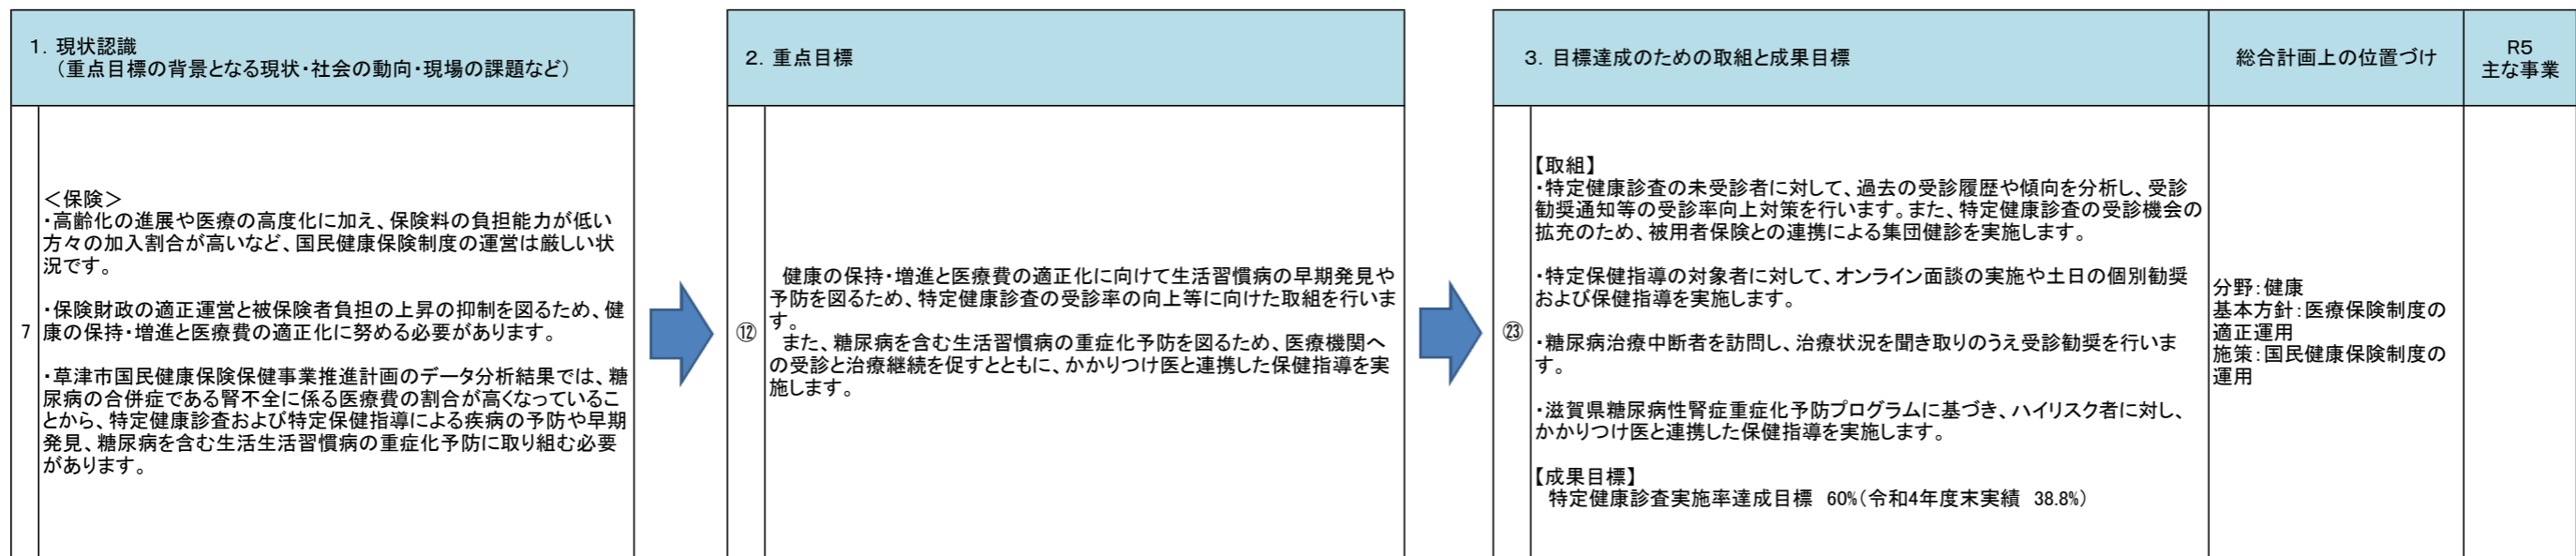 1．現状認識
（重点目標の背景となる現状・社会の動向・現場の課題など）
7
＜保険＞
・高齢化の進展や医療の高度化に加え、保険料の負担能力が低い
方々の加入割合が高いなど、国民健康保険制度の運営は厳しい状
況です。
・保険財政の適正運営と被保険者負担の上昇の抑制を図るため、健
康の保持・増進と医療費の適正化に努める必要があります。
・草津市国民健康保険保健事業推進計画のデータ分析結果では、糖
尿病の合併症である腎不全に係る医療費の割合が高くなっているこ
とから、特定健康診査および特定保健指導による疾病の予防や早期
発見、糖尿病を含む生活生活習慣病の重症化予防に取り組む必要
があります。
2．重点目標
⑫
健康の保持・増進と医療費の適正化に向けて生活習慣病の早期発見や
予防を図るため、特定健康診査の受診率の向上等に向けた取組を行いま
す。
また、糖尿病を含む生活習慣病の重症化予防を図るため、医療機関へ
の受診と治療継続を促すとともに、かかりつけ医と連携した保健指導を実
施します。
3．目標達成のための取組と成果目標
㉓
【取組】
・特定健康診査の未受診者に対して、過去の受診履歴や傾向を分析し、受診
勧奨通知等の受診率向上対策を行います。また、特定健康診査の受診機会の
拡充のため、被用者保険との連携による集団健診を実施します。
・特定保健指導の対象者に対して、オンライン面談の実施や土日の個別勧奨
および保健指導を実施します。
・糖尿病治療中断者を訪問し、治療状況を聞き取りのうえ受診勧奨を行いま
す。
・滋賀県糖尿病性腎症重症化予防プログラムに基づき、ハイリスク者に対し、
かかりつけ医と連携した保健指導を実施します。
【成果目標】
特定健康診査実施率達成目標 60%（令和4年度末実績 38.8%）
総合計画上の位置づけ
分野：健康
基本方針：医療保険制度の
適正運用
施策：国民健康保険制度の
運用
R5
主な事業